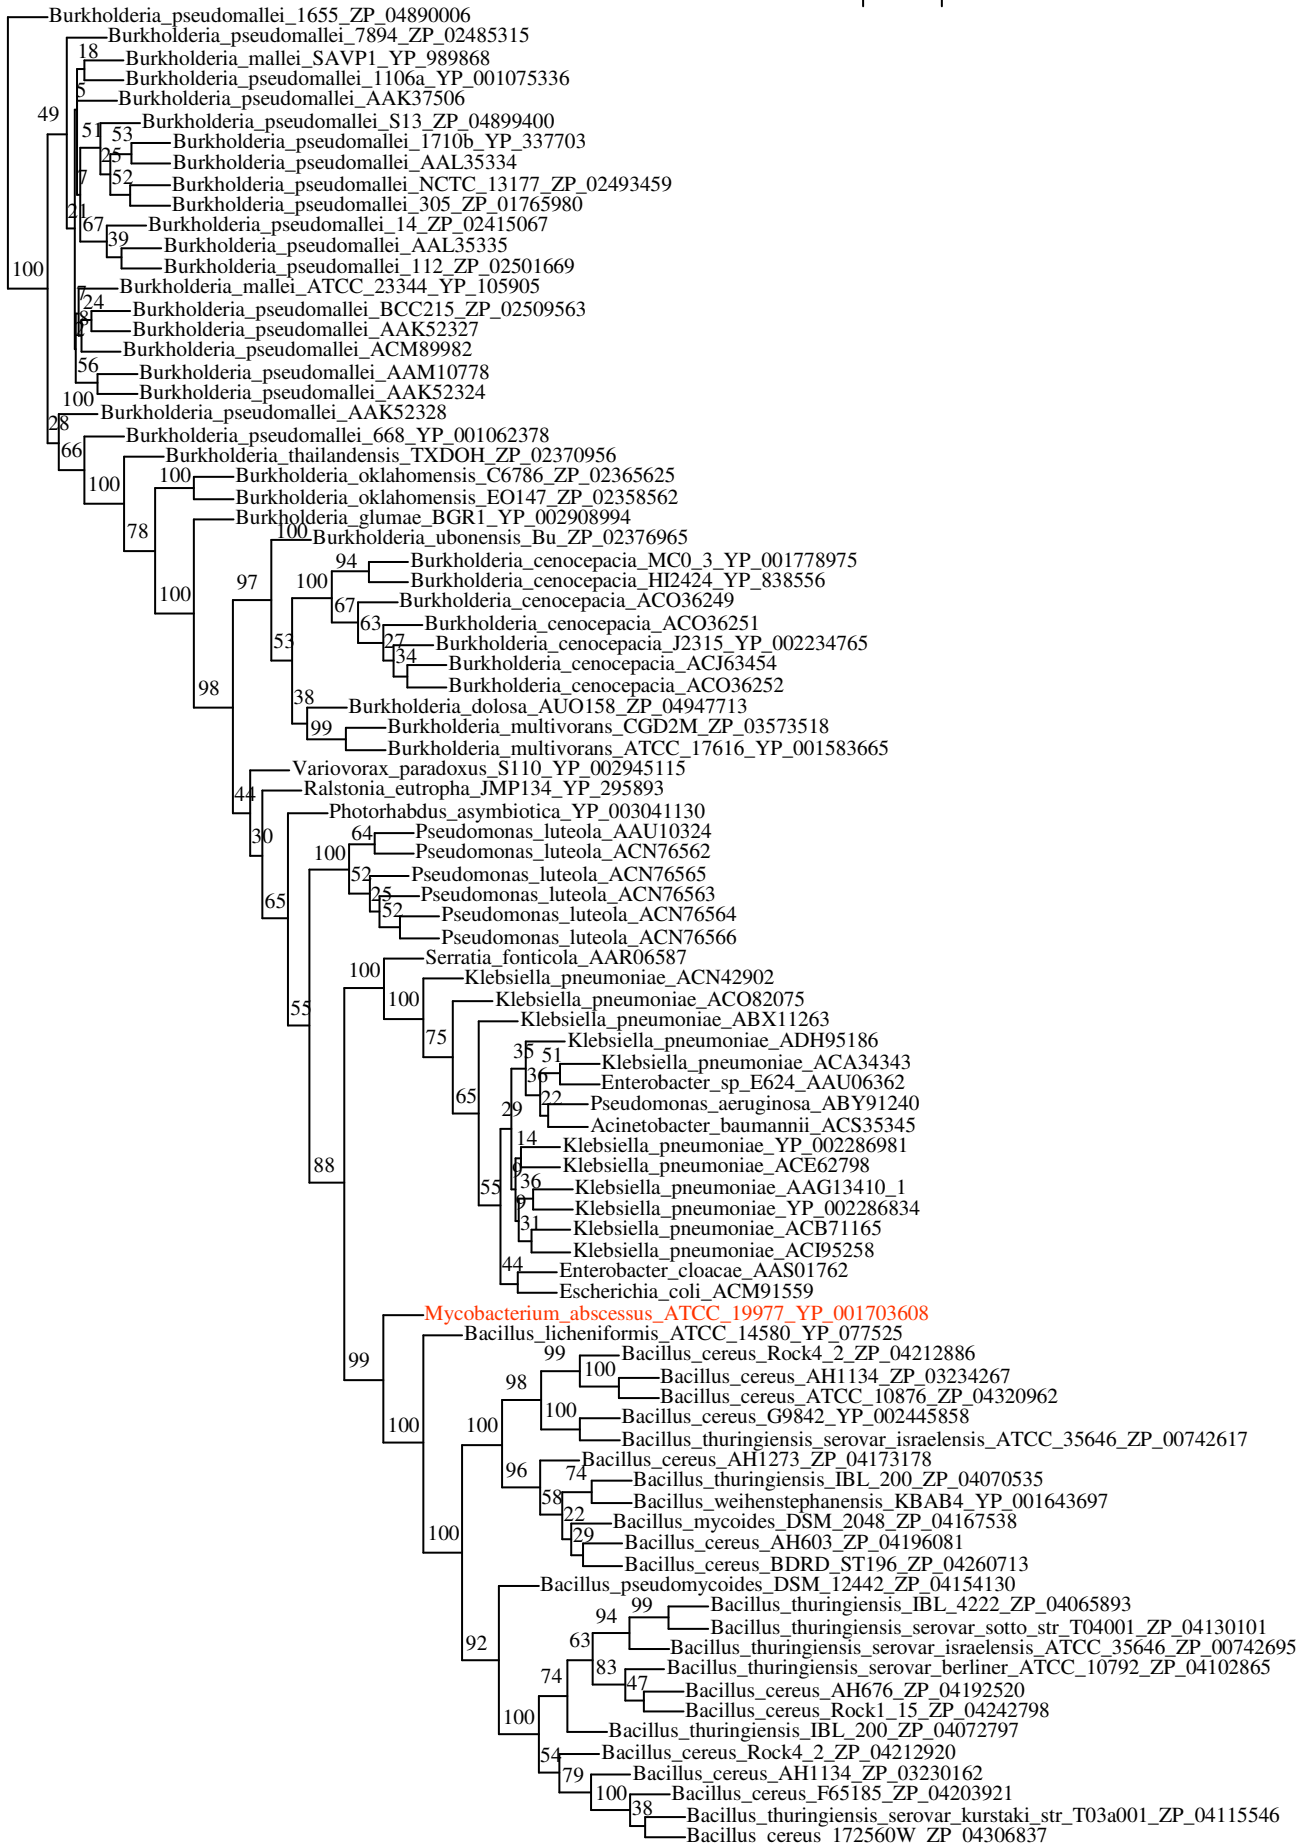 Burkholderia_pseudomallei_1655_ZP_04890006
Burkholderia_pseudomallei_7894_ZP_02485315
18
Burkholderia_mallei_SAVP1_YP_989868
Burkholderia_pseudomallei_1106a_YP_001075336
5
Burkholderia_pseudomallei_AAK37506
49
Burkholderia_pseudomallei_S13_ZP_04899400
51
53
Burkholderia_pseudomallei_1710b_YP_337703
25
Burkholderia_pseudomallei_AAL35334
7
52
Burkholderia_pseudomallei_NCTC_13177_ZP_02493459
Burkholderia_pseudomallei_305_ZP_01765980
21
67
Burkholderia_pseudomallei_14_ZP_02415067
39
Burkholderia_pseudomallei_AAL35335
100
Burkholderia_pseudomallei_112_ZP_02501669
7
Burkholderia_mallei_ATCC_23344_YP_105905
24
Burkholderia_pseudomallei_BCC215_ZP_02509563
8
2
Burkholderia_pseudomallei_AAK52327
Burkholderia_pseudomallei_ACM89982
56
Burkholderia_pseudomallei_AAM10778
Burkholderia_pseudomallei_AAK52324
100
Burkholderia_pseudomallei_AAK52328
28
Burkholderia_pseudomallei_668_YP_001062378
66
Burkholderia_thailandensis_TXDOH_ZP_02370956
100
100
Burkholderia_oklahomensis_C6786_ZP_02365625
Burkholderia_oklahomensis_EO147_ZP_02358562
78
Burkholderia_glumae_BGR1_YP_002908994
100
Burkholderia_ubonensis_Bu_ZP_02376965
94
Burkholderia_cenocepacia_MC0_3_YP_001778975
97
100
Burkholderia_cenocepacia_HI2424_YP_838556
100
67
Burkholderia_cenocepacia_ACO36249
63
Burkholderia_cenocepacia_ACO36251
53
27
Burkholderia_cenocepacia_J2315_YP_002234765
34
Burkholderia_cenocepacia_ACJ63454
98
Burkholderia_cenocepacia_ACO36252
38
Burkholderia_dolosa_AUO158_ZP_04947713
99
Burkholderia_multivorans_CGD2M_ZP_03573518
Burkholderia_multivorans_ATCC_17616_YP_001583665
Variovorax_paradoxus_S110_YP_002945115
44
Ralstonia_eutropha_JMP134_YP_295893
Photorhabdus_asymbiotica_YP_003041130
30
64
Pseudomonas_luteola_AAU10324
100
Pseudomonas_luteola_ACN76562
52
Pseudomonas_luteola_ACN76565
65
25
Pseudomonas_luteola_ACN76563
52
Pseudomonas_luteola_ACN76564
Pseudomonas_luteola_ACN76566
Serratia_fonticola_AAR06587
100
Klebsiella_pneumoniae_ACN42902
55
100
Klebsiella_pneumoniae_ACO82075
Klebsiella_pneumoniae_ABX11263
75
Klebsiella_pneumoniae_ADH95186
35
51
Klebsiella_pneumoniae_ACA34343
36
Enterobacter_sp_E624_AAU06362
65
22
Pseudomonas_aeruginosa_ABY91240
29
Acinetobacter_baumannii_ACS35345
14
Klebsiella_pneumoniae_YP_002286981
88
9
Klebsiella_pneumoniae_ACE62798
55
36
Klebsiella_pneumoniae_AAG13410_1
9
Klebsiella_pneumoniae_YP_002286834
31
Klebsiella_pneumoniae_ACB71165
Klebsiella_pneumoniae_ACI95258
44
Enterobacter_cloacae_AAS01762
Escherichia_coli_ACM91559
Mycobacterium_abscessus_ATCC_19977_YP_001703608
Bacillus_licheniformis_ATCC_14580_YP_077525
99
99
Bacillus_cereus_Rock4_2_ZP_04212886
100
Bacillus_cereus_AH1134_ZP_03234267
98
Bacillus_cereus_ATCC_10876_ZP_04320962
100
100
100
Bacillus_cereus_G9842_YP_002445858
Bacillus_thuringiensis_serovar_israelensis_ATCC_35646_ZP_00742617
Bacillus_cereus_AH1273_ZP_04173178
96
74
Bacillus_thuringiensis_IBL_200_ZP_04070535
58
Bacillus_weihenstephanensis_KBAB4_YP_001643697
22
Bacillus_mycoides_DSM_2048_ZP_04167538
100
29
Bacillus_cereus_AH603_ZP_04196081
Bacillus_cereus_BDRD_ST196_ZP_04260713
Bacillus_pseudomycoides_DSM_12442_ZP_04154130
99
Bacillus_thuringiensis_IBL_4222_ZP_04065893
94
Bacillus_thuringiensis_serovar_sotto_str_T04001_ZP_04130101
92
63
Bacillus_thuringiensis_serovar_israelensis_ATCC_35646_ZP_00742695
83
Bacillus_thuringiensis_serovar_berliner_ATCC_10792_ZP_04102865
74
47
Bacillus_cereus_AH676_ZP_04192520
Bacillus_cereus_Rock1_15_ZP_04242798
100
Bacillus_thuringiensis_IBL_200_ZP_04072797
54
Bacillus_cereus_Rock4_2_ZP_04212920
79
Bacillus_cereus_AH1134_ZP_03230162
100
Bacillus_cereus_F65185_ZP_04203921
38
Bacillus_thuringiensis_serovar_kurstaki_str_T03a001_ZP_04115546
Bacillus_cereus_172560W_ZP_04306837